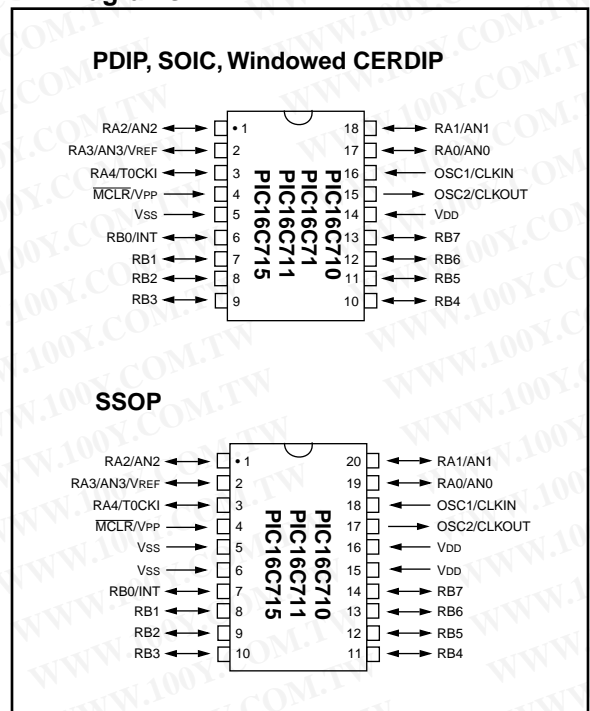 PDIP, SOIC, Windowed CERDIP
RA2/AN2 • 1 18 RA1/AN1
RA3/AN3/VREF 2 17 RA0/AN0
RA4/T0CKI 3 16 OSC1/CLKIN
MCLR/VPP 4 15 OSC2/CLKOUT
VSS 5 14 VDD
RB0/INT 6 13 RB7
RB1 7 12 RB6
RB2 8 11 RB5
RB3 9 10 RB4
PIC16C710
PIC16C71
PIC16C711
PIC16C715
SSOP
RA2/AN2 • 1 20 RA1/AN1
RA3/AN3/VREF 2 19 RA0/AN0
RA4/T0CKI 3 18 OSC1/CLKIN
MCLR/VPP 4 17 OSC2/CLKOUT
VSS 5 16 VDD
VSS 6 15 VDD
RB0/INT 7 14 RB7
RB1 8 13 RB6
RB2 9 12 RB5
RB3 10 11 RB4
PIC16C710
PIC16C711
PIC16C715
WWW.100Y.COM.TW